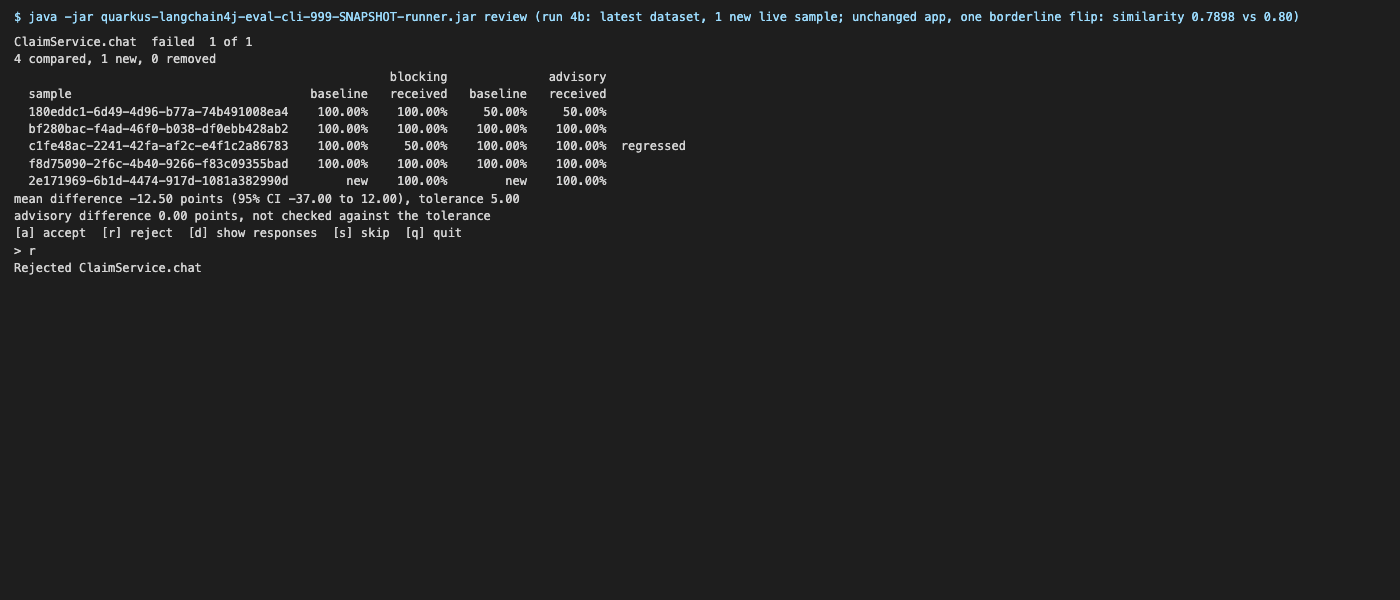 $ java -jar quarkus-langchain4j-eval-cli-999-SNAPSHOT-runner.jar review (run 4b: latest dataset, 1 new live sample; unchanged app, one borderline flip: similarity 0.7898 vs 0.80)
ClaimService.chat  failed  1 of 1
4 compared, 1 new, 0 removed
blocking advisory
sample baseline received baseline received
180eddc1-6d49-4d96-b77a-74b491008ea4 100.00% 100.00% 50.00% 50.00%
bf280bac-f4ad-46f0-b038-df0ebb428ab2 100.00% 100.00% 100.00% 100.00%
c1fe48ac-2241-42fa-af2c-e4f1c2a86783 100.00% 50.00% 100.00% 100.00% regressed
f8d75090-2f6c-4b40-9266-f83c09355bad 100.00% 100.00% 100.00% 100.00%
2e171969-6b1d-4474-917d-1081a382990d new 100.00% new 100.00%
mean difference -12.50 points (95% CI -37.00 to 12.00), tolerance 5.00
advisory difference 0.00 points, not checked against the tolerance
[a] accept  [r] reject  [d] show responses  [s] skip  [q] quit
> r
Rejected ClaimService.chat